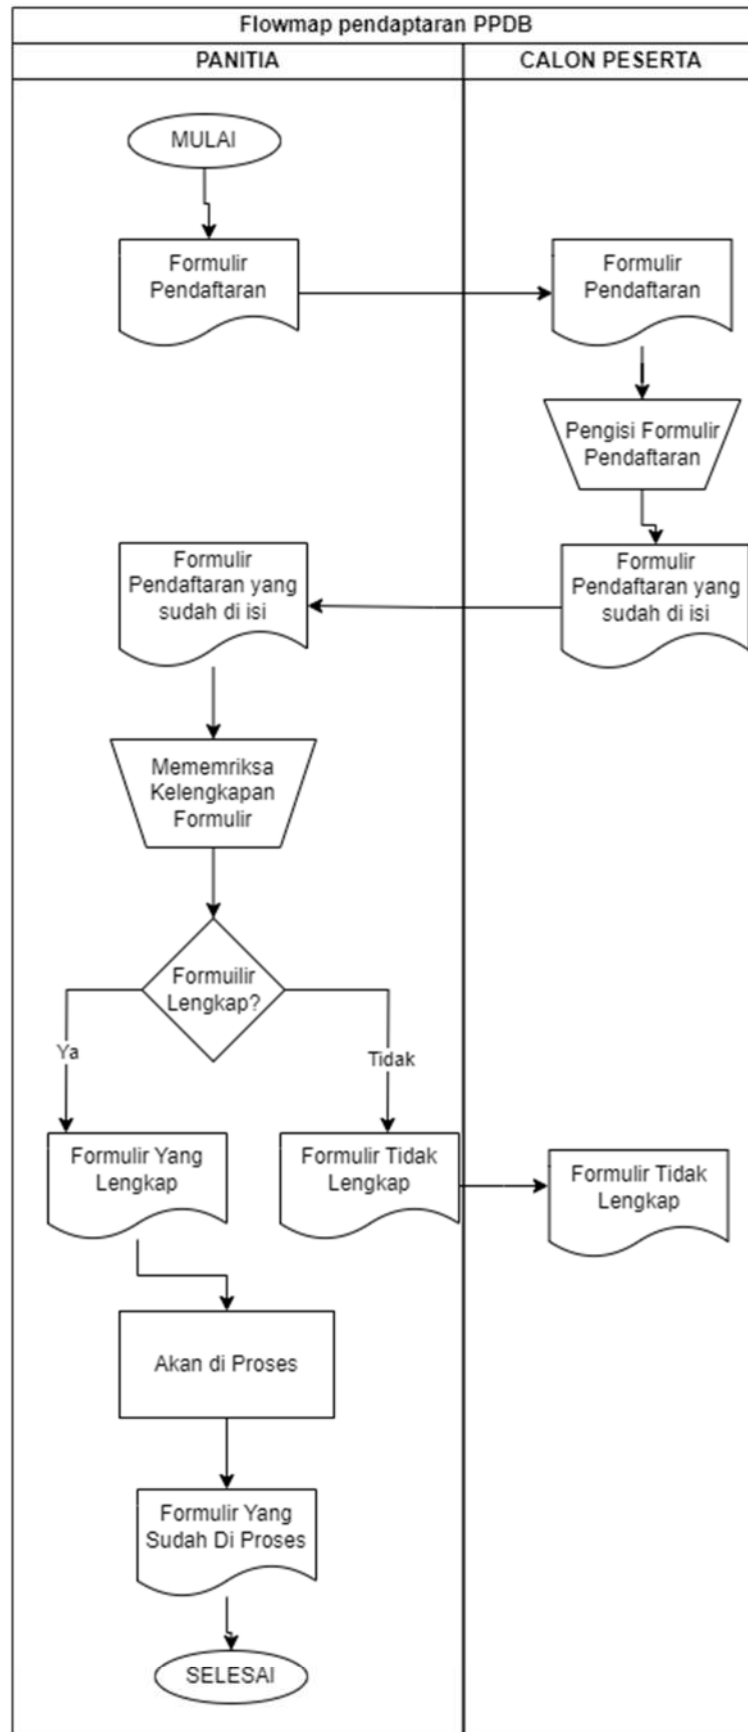 Flowmap pendaptaran PPDB
PANITIA
CALON PESERTA
MULAI
Formulir
Pendaftaran
Formulir
Pendaftaran
Pengisi Formulir
Pendaftaran
Formulir
Pendaftaran yang
sudah di isi
Formulir
Pendaftaran yang
sudah di isi
Mememriksa
Kelengkapan
Formulir
Formuilir
Lengkap?
Ya
Tidak
Formulir Yang
Lengkap
Formulir Tidak
Lengkap
Formulir Tidak
Lengkap
Akan di Proses
Formulir Yang
Sudah Di Proses
SELESAI